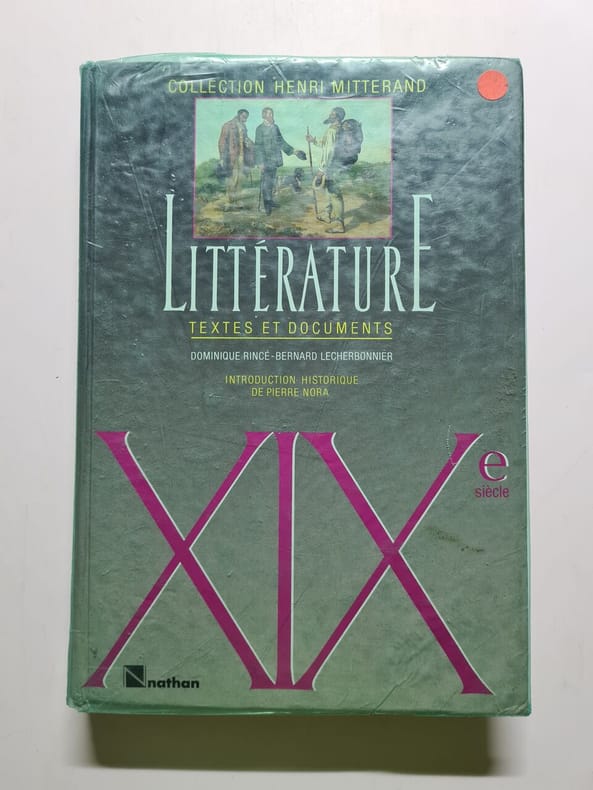 COLLECTION HENRI MITTERAND
LITTÉRATURE
TEXTES ET DOCUMENTS
DOMINIQUE RINCÉ-BERNARD LECHERBONNIER
INTRODUCTION HISTORIQUE
DE PIERRE NORA
XIXe
siècle
nathan